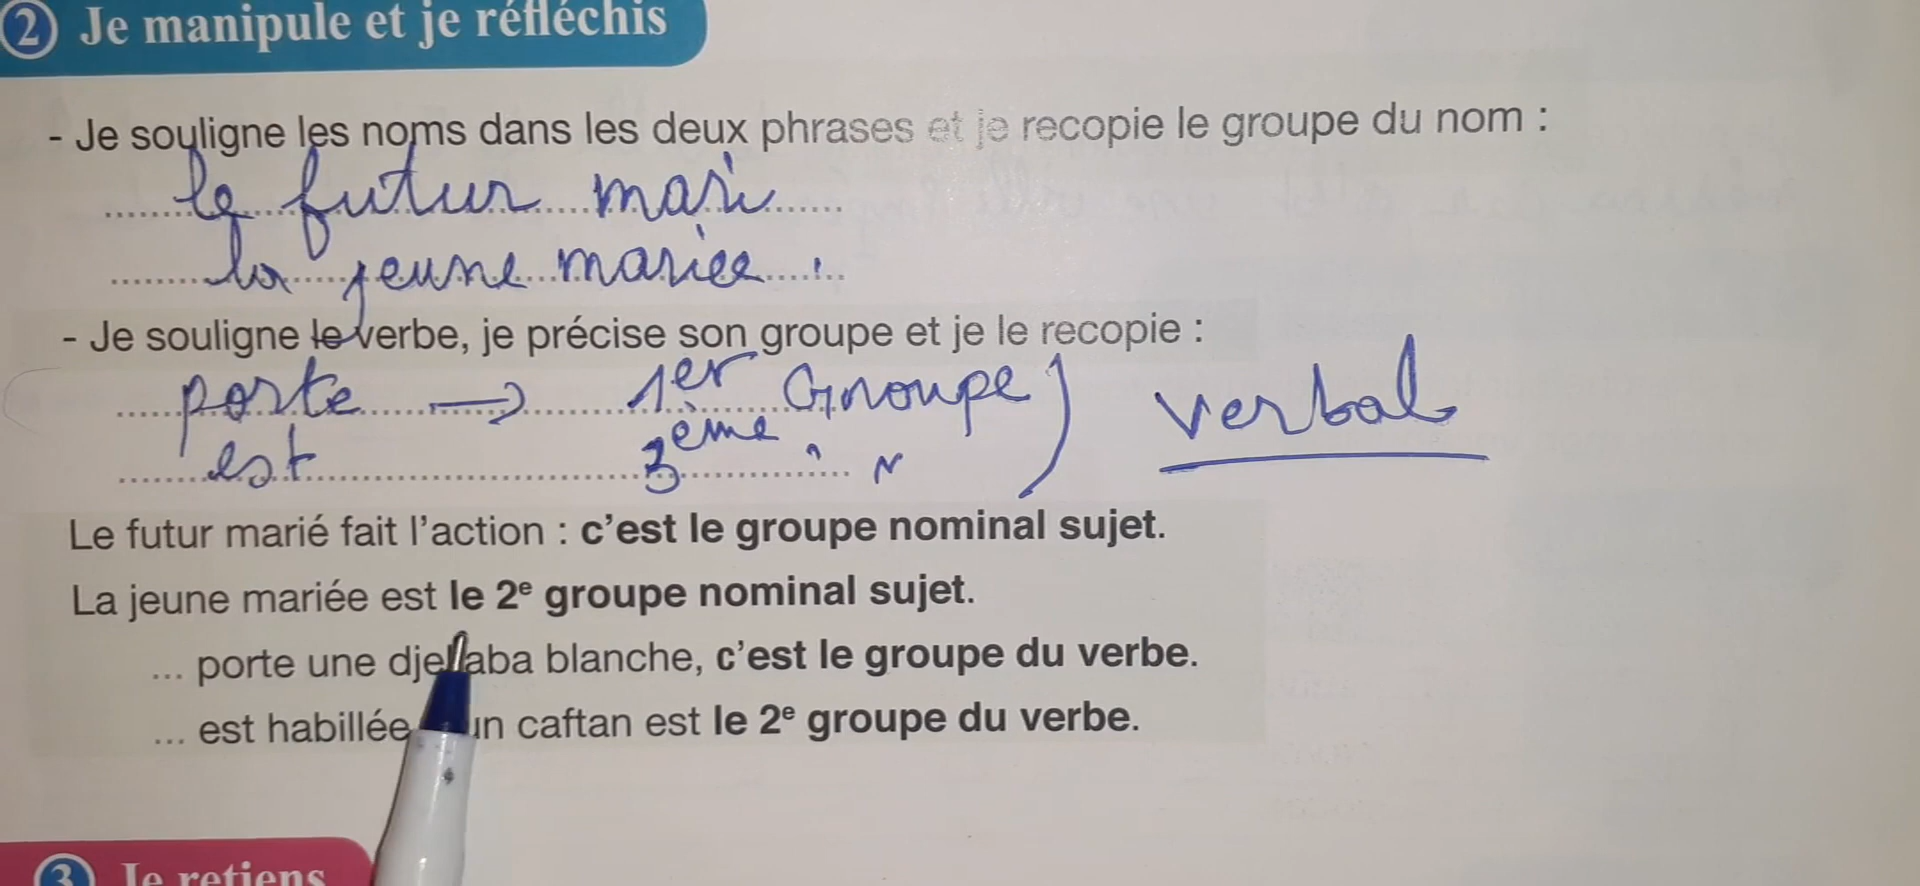 2 Je manipule et je réfléchis
- Je souligne les noms dans les deux phrases et je recopie le groupe du nom :
le futur mari
la jeune mariée .
- Je souligne le verbe, je précise son groupe et je le recopie :
porte → 1er Groupe ) verbal
est 3ème " "
Le futur marié fait l'action : c'est le groupe nominal sujet.
La jeune mariée est le 2e groupe nominal sujet.
... porte une djellaba blanche, c'est le groupe du verbe.
... est habillée un caftan est le 2e groupe du verbe.
3 Je retiens